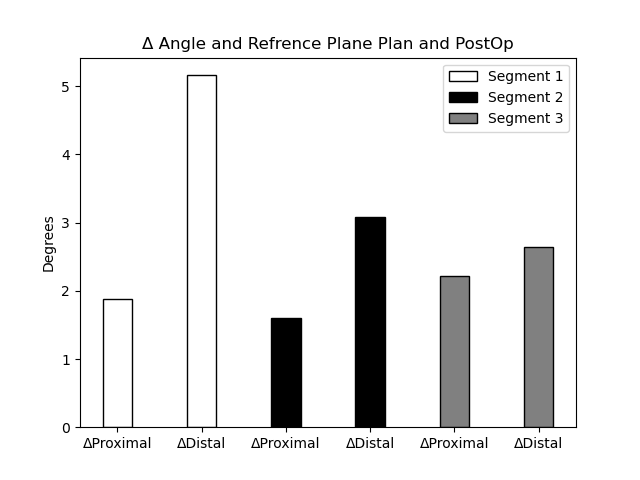 Δ Angle and Refrence Plane Plan and PostOp
Segment 1
Segment 2
Segment 3
Degrees
5
4
3
2
1
0
ΔProximal ΔDistal ΔProximal ΔDistal ΔProximal ΔDistal